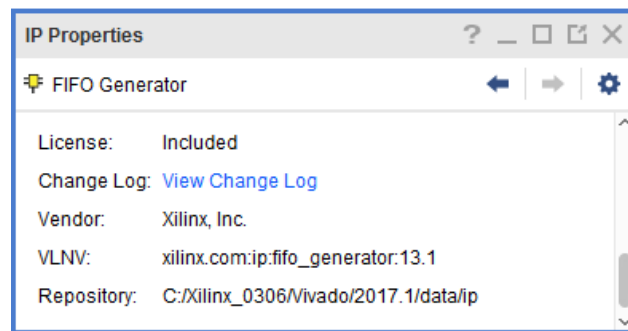 IP Properties
FIFO Generator
License: Included
Change Log: View Change Log
Vendor: Xilinx, Inc.
VLNV: xilinx.com:ip:fifo_generator:13.1
Repository: C:/Xilinx_0306/Vivado/2017.1/data/ip